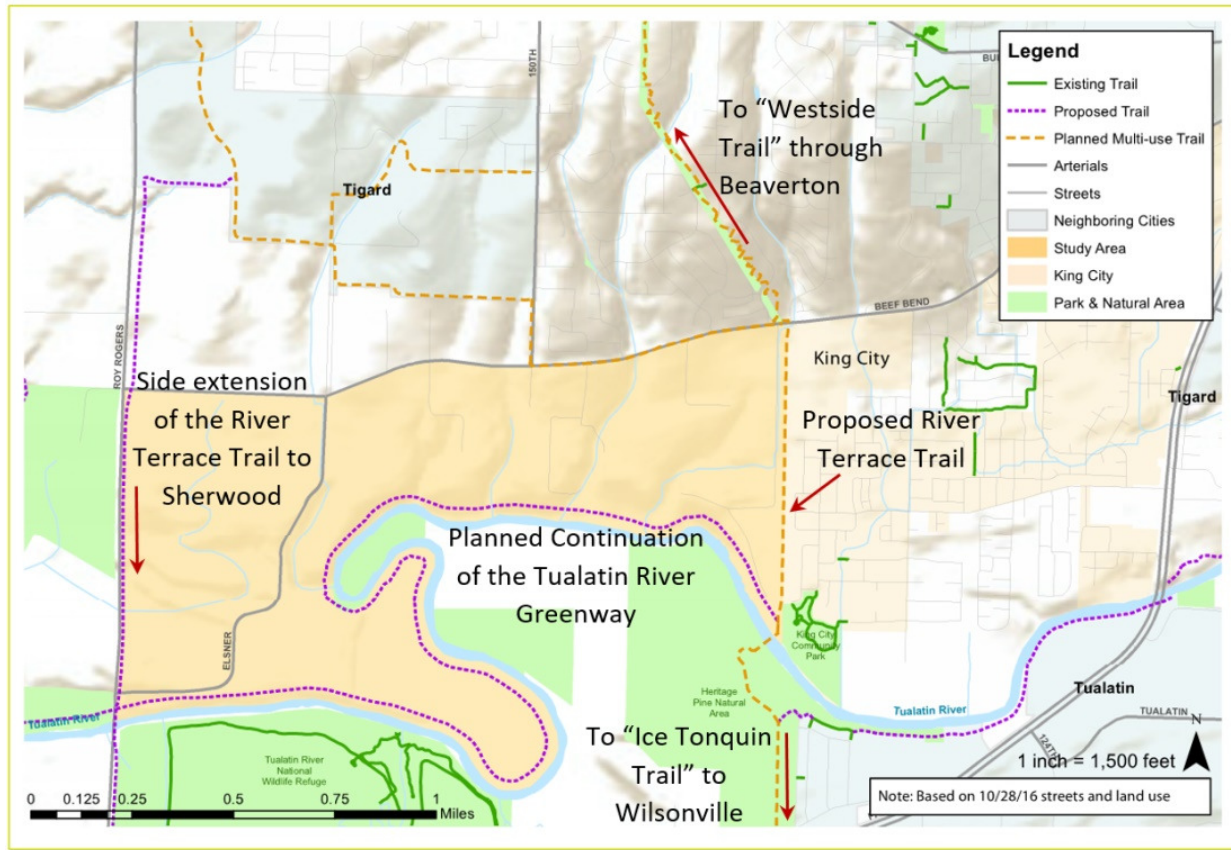 Legend
Existing Trail
Proposed Trail
Planned Multi-use Trail
Arterials
Streets
Neighboring Cities
Study Area
King City
Park & Natural Area
150TH
To “Westside
Trail” through
Beaverton
Tigard
ROY ROGERS
BEEF BEND
King City
Side extension
of the River
Terrace Trail to
Sherwood
Proposed River
Terrace Trail
Tigard
Planned Continuation
of the Tualatin River
Greenway
ELSNER
King City
Community
Park
Heritage
Pine Natural
Area
Tualatin
Tualatin River
Tualatin River
TUALATIN
124TH
N
To “Ice Tonquin
Trail” to
Wilsonville
Tualatin River
National
Wildlife Refuge
1 inch = 1,500 feet
Note: Based on 10/28/16 streets and land use
0 0.125 0.25 0.5 0.75 1
Miles